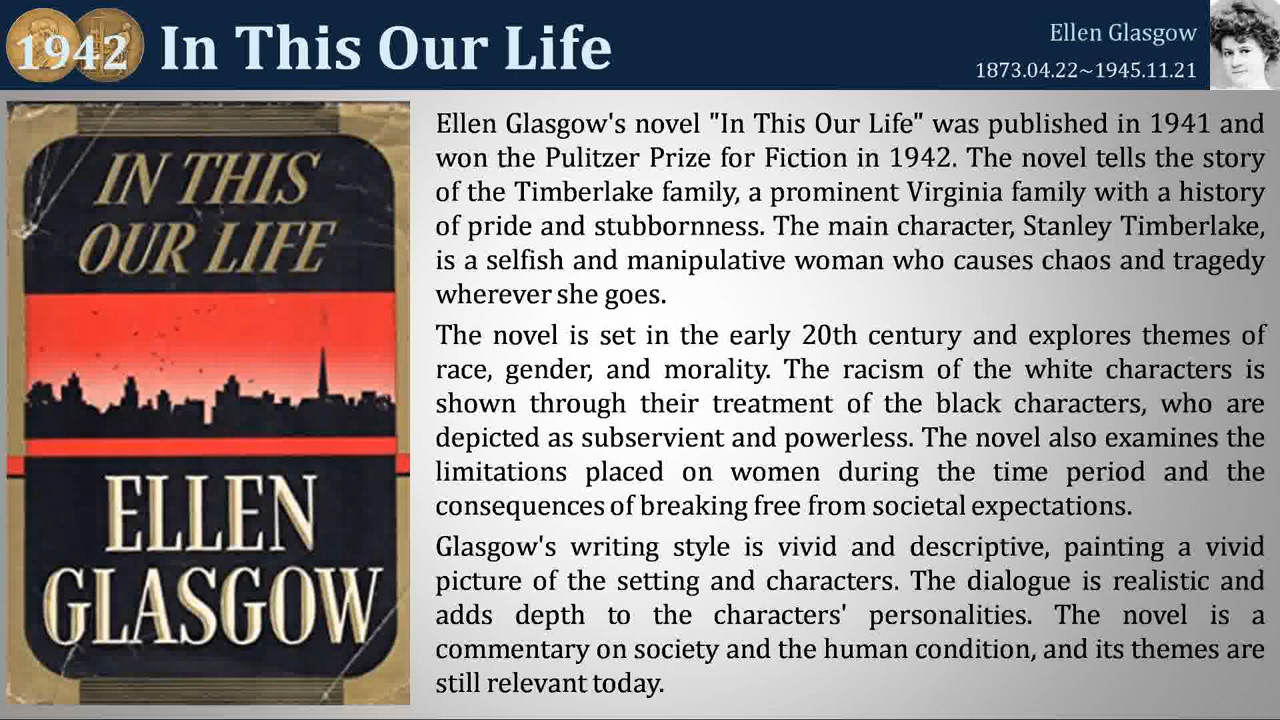 1942 In This Our Life
Ellen Glasgow
1873.04.22~1945.11.21
IN THIS
OUR LIFE
ELLEN
GLASGOW
Ellen Glasgow's novel "In This Our Life" was published in 1941 and
won the Pulitzer Prize for Fiction in 1942. The novel tells the story
of the Timberlake family, a prominent Virginia family with a history
of pride and stubbornness. The main character, Stanley Timberlake,
is a selfish and manipulative woman who causes chaos and tragedy
wherever she goes.
The novel is set in the early 20th century and explores themes of
race, gender, and morality. The racism of the white characters is
shown through their treatment of the black characters, who are
depicted as subservient and powerless. The novel also examines the
limitations placed on women during the time period and the
consequences of breaking free from societal expectations.
Glasgow's writing style is vivid and descriptive, painting a vivid
picture of the setting and characters. The dialogue is realistic and
adds depth to the characters' personalities. The novel is a
commentary on society and the human condition, and its themes are
still relevant today.